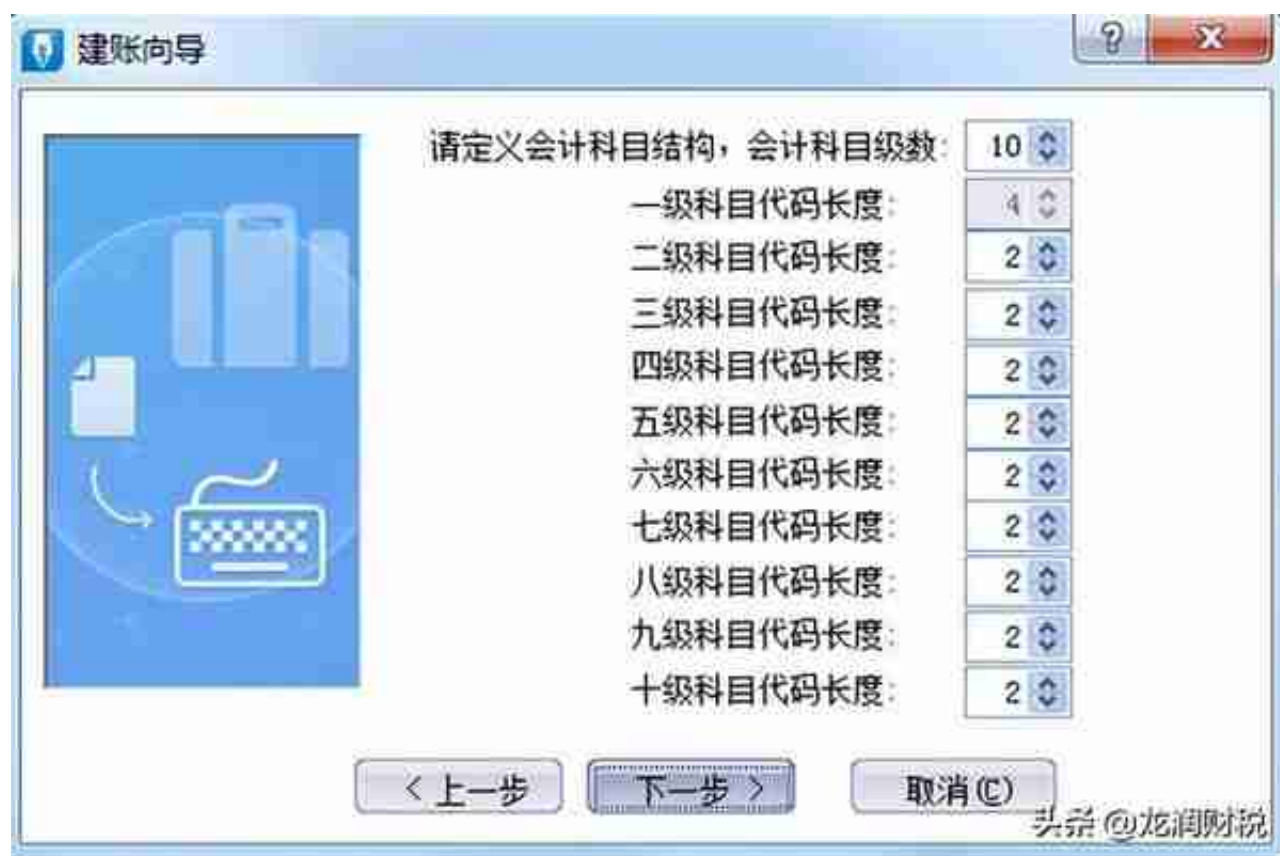 建账向导
请定义会计科目结构，会计科目级数: 10
一级科目代码长度: 4
二级科目代码长度: 2
三级科目代码长度: 2
四级科目代码长度: 2
五级科目代码长度: 2
六级科目代码长度: 2
七级科目代码长度: 2
八级科目代码长度: 2
九级科目代码长度: 2
十级科目代码长度: 2
< 上一步 下一步 > 取消(C)
头条 @龙润财税